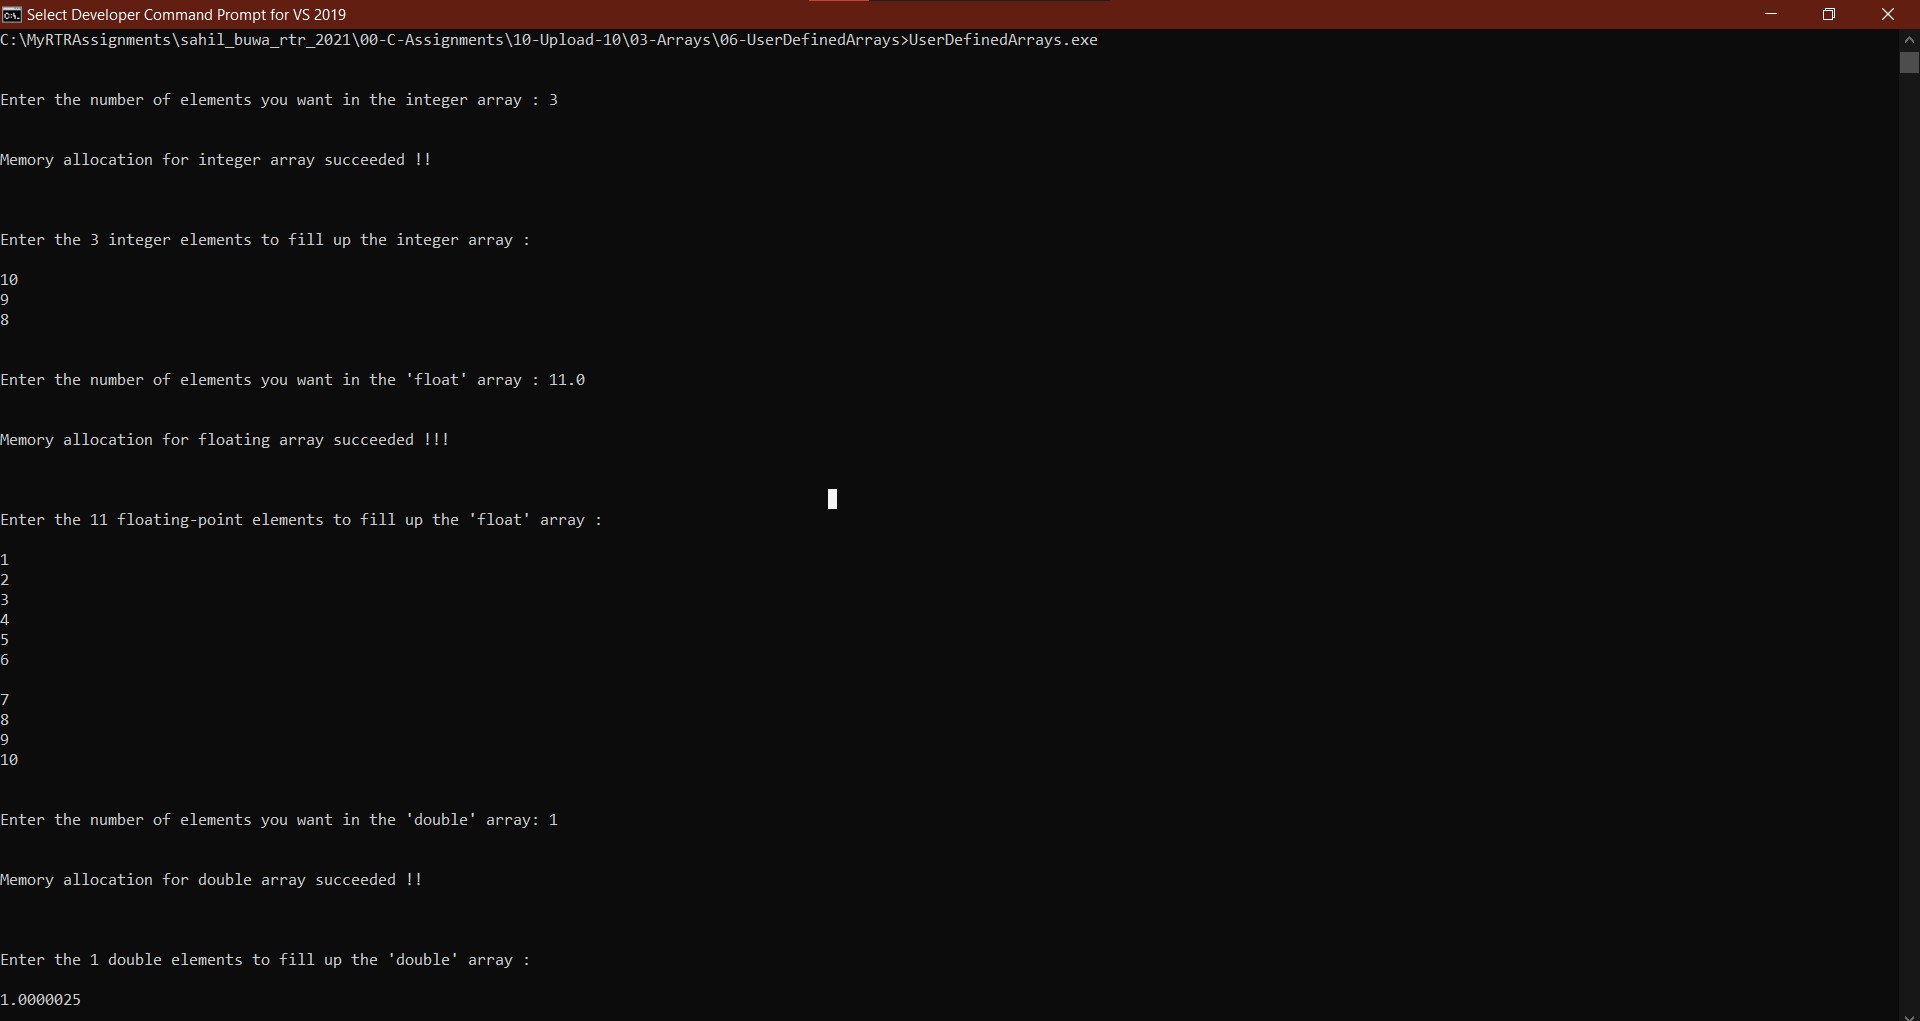 Select Developer Command Prompt for VS 2019
C:\MyRTRAssignments\sahil_buwa_rtr_2021\00-C-Assignments\10-Upload-10\03-Arrays\06-UserDefinedArrays>UserDefinedArrays.exe
Enter the number of elements you want in the integer array : 3
Memory allocation for integer array succeeded !!
Enter the 3 integer elements to fill up the integer array :
10
9
8
Enter the number of elements you want in the 'float' array : 11.0
Memory allocation for floating array succeeded !!!
Enter the 11 floating-point elements to fill up the 'float' array :
1
2
3
4
5
6
7
8
9
10
Enter the number of elements you want in the 'double' array: 1
Memory allocation for double array succeeded !!
Enter the 1 double elements to fill up the 'double' array :
1.0000025